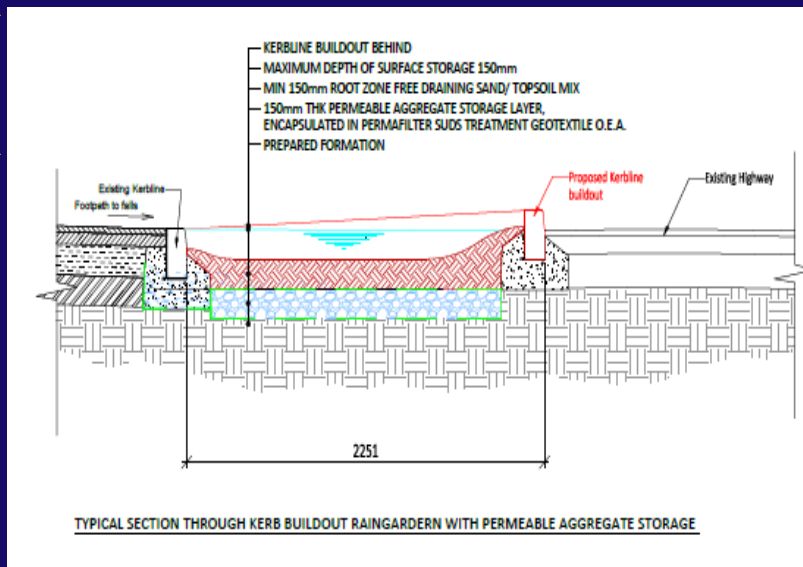 KERBLINE BUILDOUT BEHIND
MAXIMUM DEPTH OF SURFACE STORAGE 150mm
MIN 150mm ROOT ZONE FREE DRAINING SAND/ TOPSOIL MIX
150mm THK PERMEABLE AGGREGATE STORAGE LAYER,
ENCAPSULATED IN PERMAFILTER SUDS TREATMENT GEOTEXTILE O.E.A.
PREPARED FORMATION
Existing Kerbline
Footpath to falls
Proposed Kerbline
buildout
Existing Highway
2251
TYPICAL SECTION THROUGH KERB BUILDOUT RAINGARDERN WITH PERMEABLE AGGREGATE STORAGE